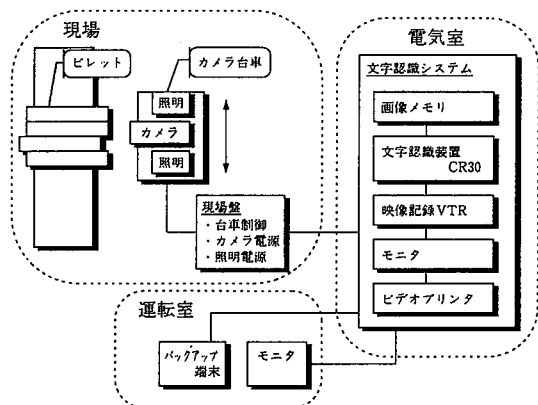 現場
ビレット
カメラ台車
照明
カメラ
照明
現場盤
・台車制御
・カメラ電源
・照明電源
電気室
文字認識システム
画像メモリ
文字認識装置
CR30
映像記録VTR
モニタ
ビデオプリンタ
運転室
バックアップ
端末
モニタ